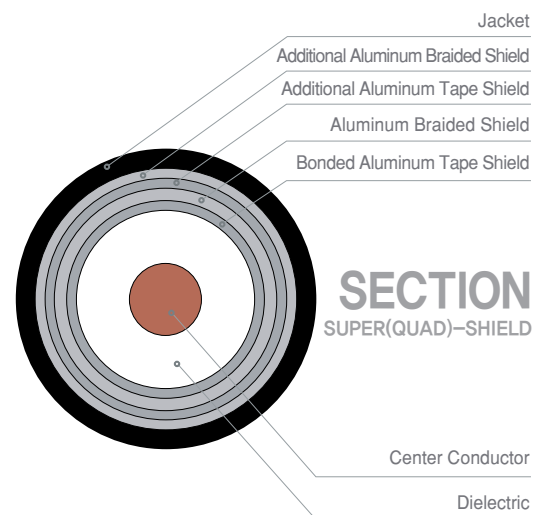 Jacket
Additional Aluminum Braided Shield
Additional Aluminum Tape Shield
Aluminum Braided Shield
Bonded Aluminum Tape Shield
SECTION
SUPER(QUAD)–SHIELD
Center Conductor
Dielectric